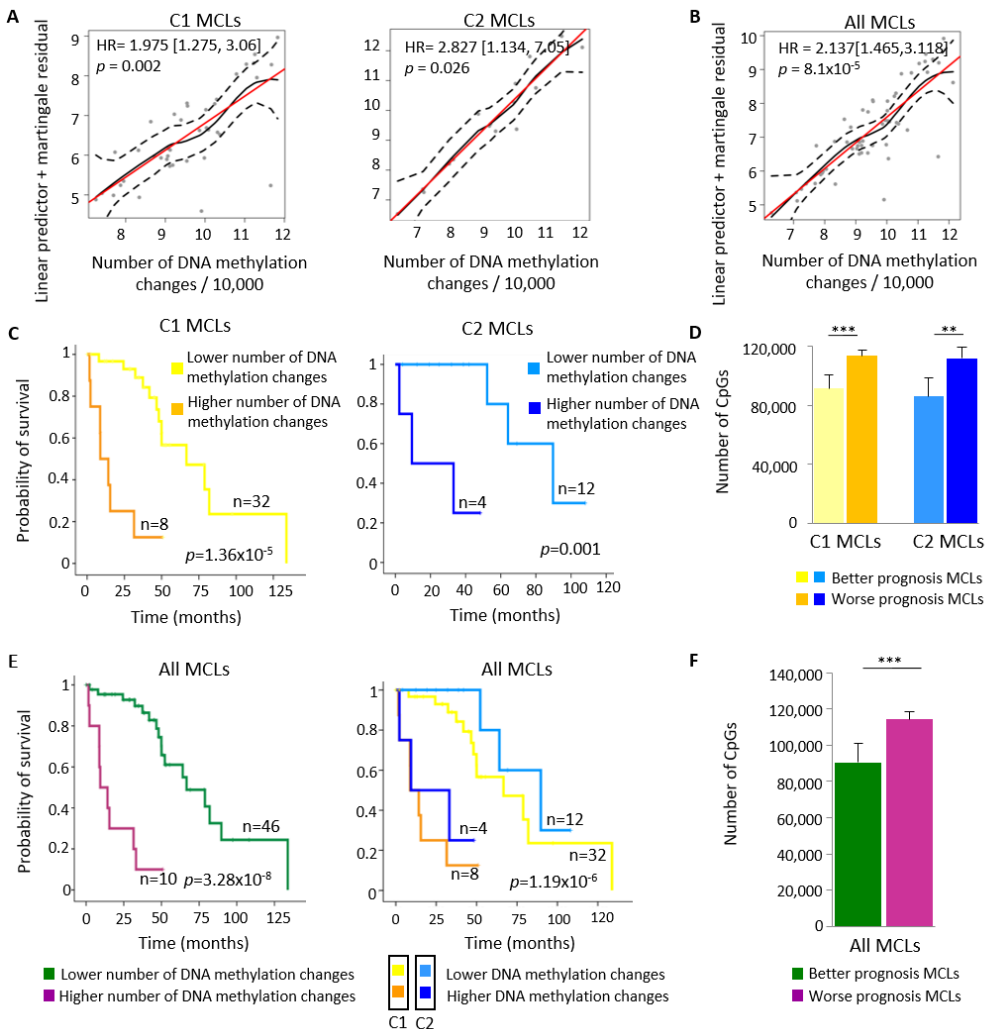 A
C1 MCLs
Linear predictor + martingale residual
HR= 1.975 [1.275, 3.06]
p = 0.002
9
8
7
6
5
8
9
10
11
12
Number of DNA methylation
changes / 10,000
C2 MCLs
HR= 2.827 [1.134, 7.05]
p = 0.026
12
11
10
9
8
7
7
8
9
10
11
12
Number of DNA methylation
changes / 10,000
B
All MCLs
Linear predictor + martingale residual
HR = 2.137[1.465,3.118]
p = 8.1x10-5
10
9
8
7
6
5
7
8
9
10
11
12
Number of DNA methylation
changes / 10,000
C
C1 MCLs
Probability of survival
1
0.8
0.6
0.4
0.2
0
Lower number of DNA
methylation changes
Higher number of DNA
methylation changes
n=32
n=8
p=1.36x10-5
0
25
50
75
100
125
Time (months)
C2 MCLs
1
0.8
0.6
0.4
0.2
0
Lower number of DNA
methylation changes
Higher number of DNA
methylation changes
n=4
n=12
p=0.001
0
20
40
60
80
100
120
Time (months)
D
Number of CpGs
120,000
80,000
40,000
0
***
**
C1 MCLs
C2 MCLs
Better prognosis MCLs
Worse prognosis MCLs
E
All MCLs
Probability of survival
1
0.8
0.6
0.4
0.2
0
n=46
n=10
p=3.28x10-8
0
25
50
75
100
125
Time (months)
Lower number of DNA methylation changes
Higher number of DNA methylation changes
All MCLs
1
0.8
0.6
0.4
0.2
0
n=12
n=4
n=32
n=8
p=1.19x10-6
0
25
50
75
100
120
Time (months)
Lower DNA methylation changes
Higher DNA methylation changes
C1
C2
F
Number of CpGs
140,000
120,000
100,000
80,000
60,000
40,000
20,000
0
***
All MCLs
Better prognosis MCLs
Worse prognosis MCLs